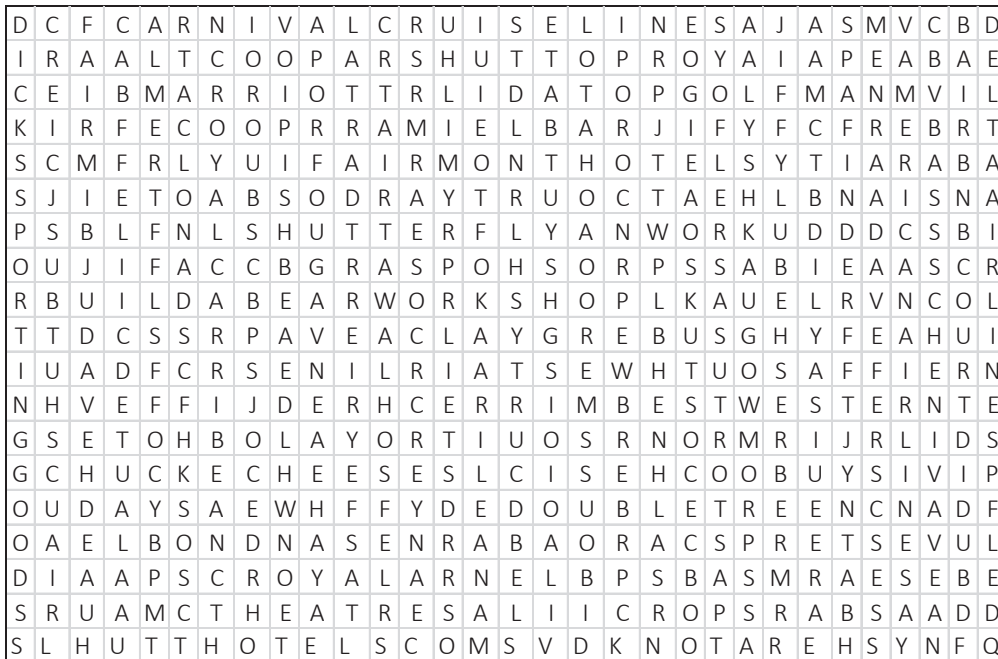 D C F C A R N I V A L C R U I S E L I N E S A J A S M V C B D
I R A A L T C O O P A R S H U T T O P R O Y A I A P E A B A E
C E I B M A R R I O T T R L I D A T O P G O L F M A N M V I L
K I R F E C O O P R R A M I E L B A R J I F Y F C F R E B R T
S C M F R L Y U I F A I R M O N T H O T E L S Y T I A R A B A
S J I E T O A B S O D R A Y T R U O C T A E H L B N A I S N A
P S B L F N L S H U T T E R F L Y A N W O R K U D D D C S B I
O U J I F A C C B G R A S P O H S O R P S S A B I E A A S C R
R B U I L D A B E A R W O R K S H O P L K A U E L R V N C O L
T T D C S S R P A V E A C L A Y G R E B U S G H Y F E A H U I
I U A D F C R S E N I L R I A T S E W H T U O S A F F I E R N
N H V E F F I J D E R H C E R R I M B E S T W E S T E R N T E
G S E T O H B O L A Y O R T I U O S R N O R M R I J R L I D S
G C H U C K E C H E E S E S L C I S E H C O O B U Y S I V I P
O U D A Y S A E W H F F Y D E D O U B L E T R E E N C N A D F
O A E L B O N D N A S E N R A B A O R A C S P R E T S E V U L
D I A A P S C R O Y A L A R N E L B P S B A S M R A E S E B E
S R U A M C T H E A T R E S A L I I C R O P S R A B S A A D D
S L H U T T H O T E L S C O M S V D K N O T A R E H S Y N F Q